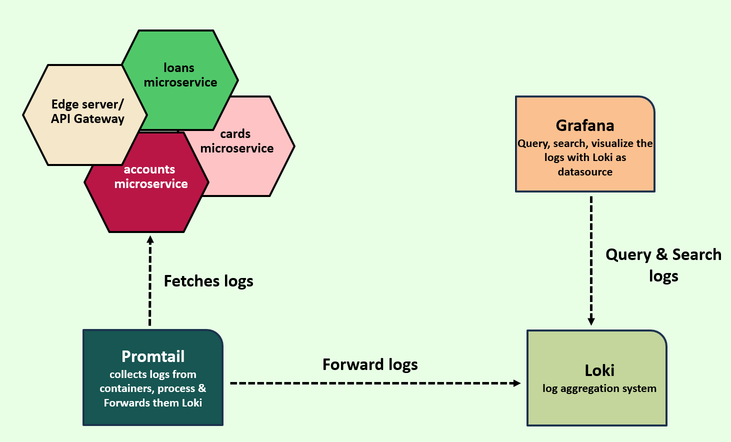 loans
microservice
Edge server/
API Gateway
cards
microservice
accounts
microservice
Grafana
Query, search, visualize the
logs with Loki as
datasource
Fetches logs
Query & Search
logs
Promtail
collects logs from
containers, process &
Forwards them Loki
Forward logs
Loki
log aggregation system